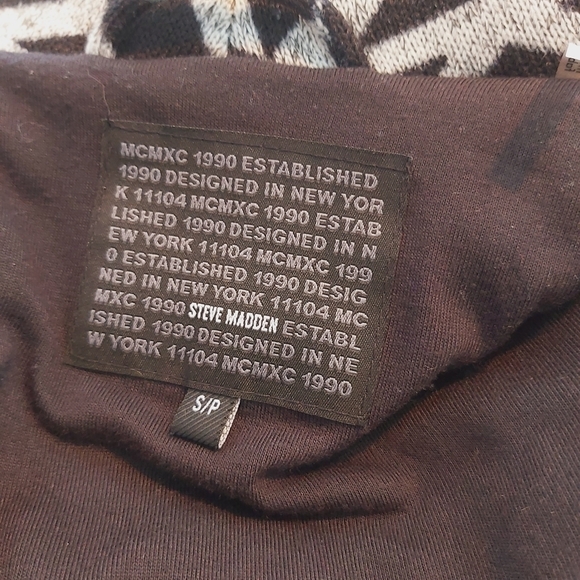 MCMXC 1990 ESTABLISHED
1990 DESIGNED IN NEW YOR
K 11104 MCMXC 1990 ESTAB
LISHED 1990 DESIGNED IN N
EW YORK 11104 MCMXC 199
0 ESTABLISHED 1990 DESIG
NED IN NEW YORK 11104 MC
MXC 1990 STEVE MADDEN ESTABL
ISHED 1990 DESIGNED IN NE
W YORK 11104 MCMXC 1990
S/P